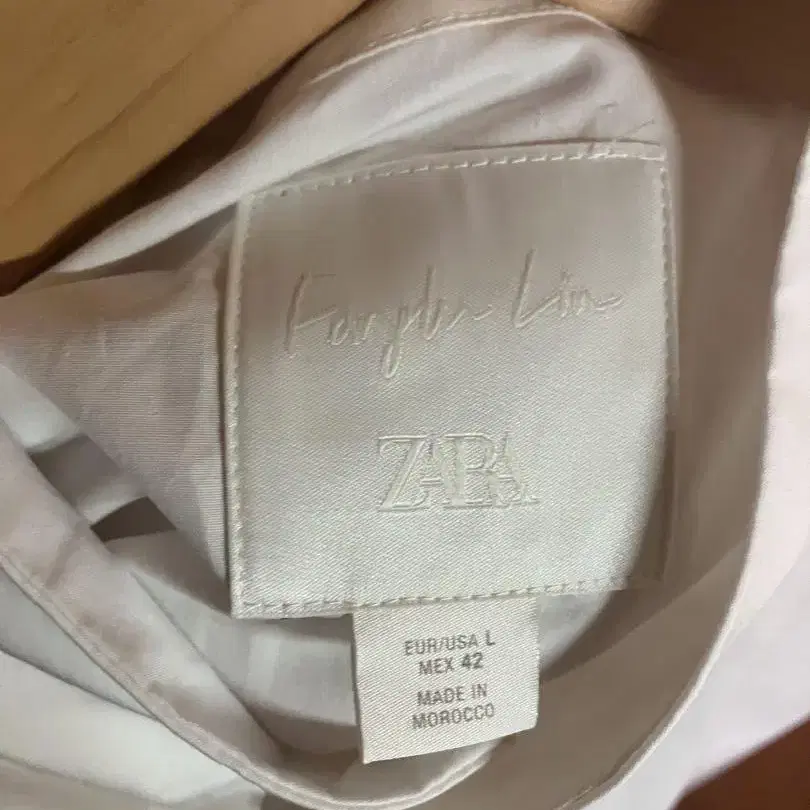 ZARA
EUR/USA L
MEX 42
MADE IN
MOROCCO